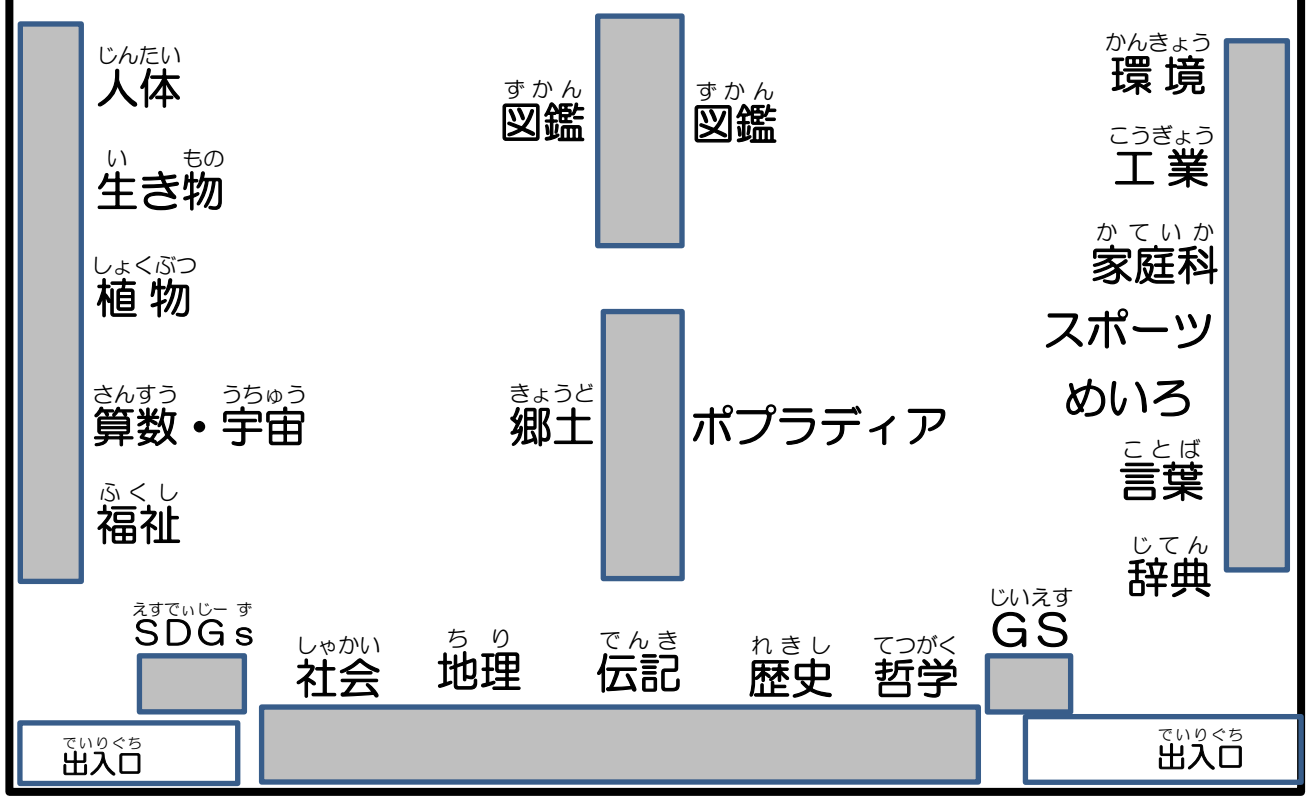 じんたい
人体
い もの
生き物
しょくぶつ
植物
さんすう うちゅう
算数・宇宙
ふくし
福祉
ずかん
図鑑
ずかん
図鑑
きょうど
郷土
ポプラディア
かんきょう
環境
こうぎょう
工業
かていか
家庭科
スポーツ
めいろ
ことば
言葉
じてん
辞典
えすでぃじーず
SDGs
しゃかい
社会
ちり
地理
でんき
伝記
れきし
歴史
てつがく
哲学
じいえす
GS
でいりぐち
出入口
でいりぐち
出入口